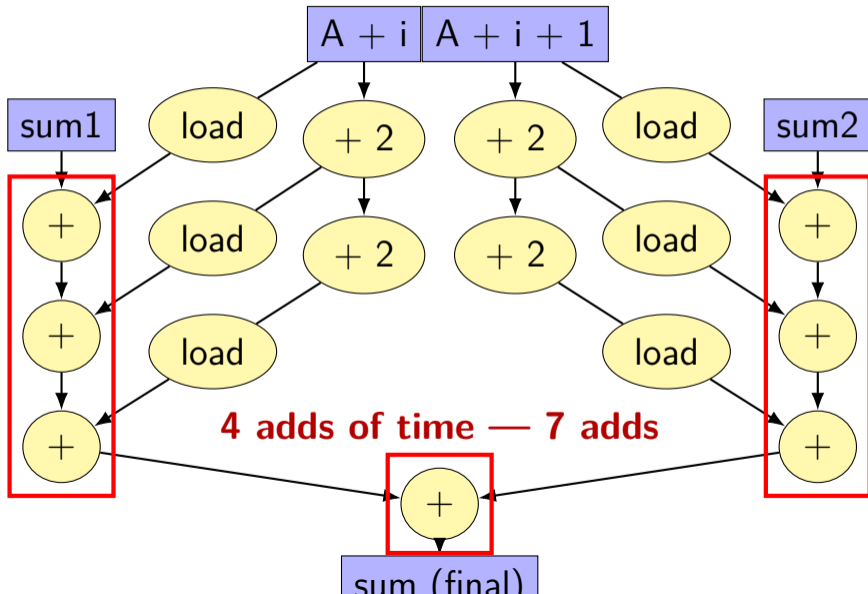 A + i A + i + 1
sum1 load + 2 + 2 load sum2
+ +
load + 2 + 2 load
+ +
load load
+ 4 adds of time — 7 adds +
+
sum (final)